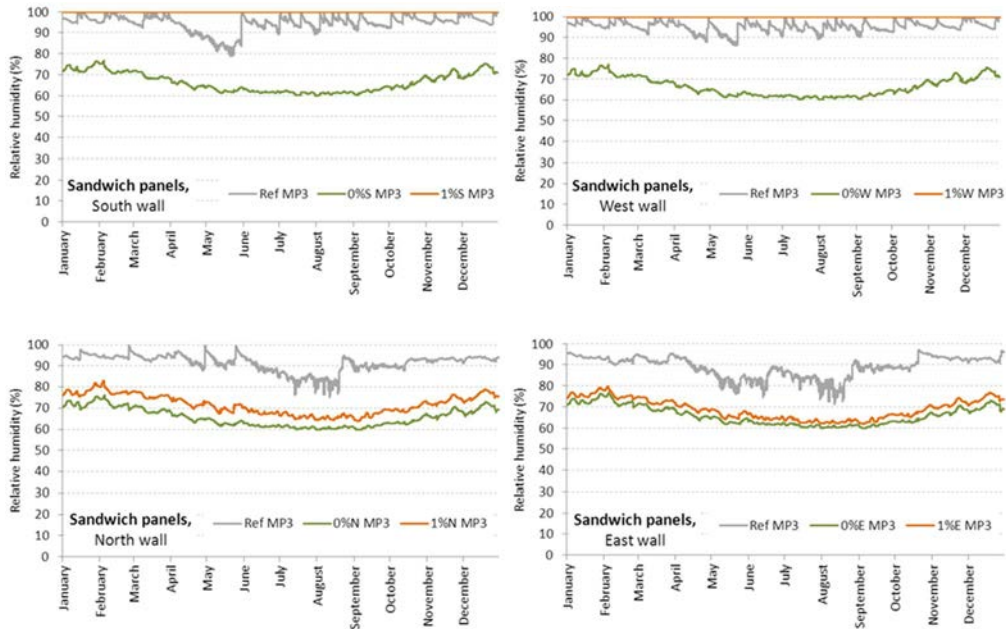 100
90
80
70
60
50
40
30
20
10
0
Relative humidity (%)
Sandwich panels,
South wall
Ref MP3 0%S MP3 1%S MP3
January February March April May June July August September October November December
100
90
80
70
60
50
40
30
20
10
0
Relative humidity (%)
Sandwich panels,
West wall
Ref MP3 0%W MP3 1%W MP3
January February March April May June July August September October November December
100
90
80
70
60
50
40
30
20
10
0
Relative humidity (%)
Sandwich panels,
North wall
Ref MP3 0%N MP3 1%N MP3
January February March April May June July August September October November December
100
90
80
70
60
50
40
30
20
10
0
Relative humidity (%)
Sandwich panels,
East wall
Ref MP3 0%E MP3 1%E MP3
January February March April May June July August September October November December